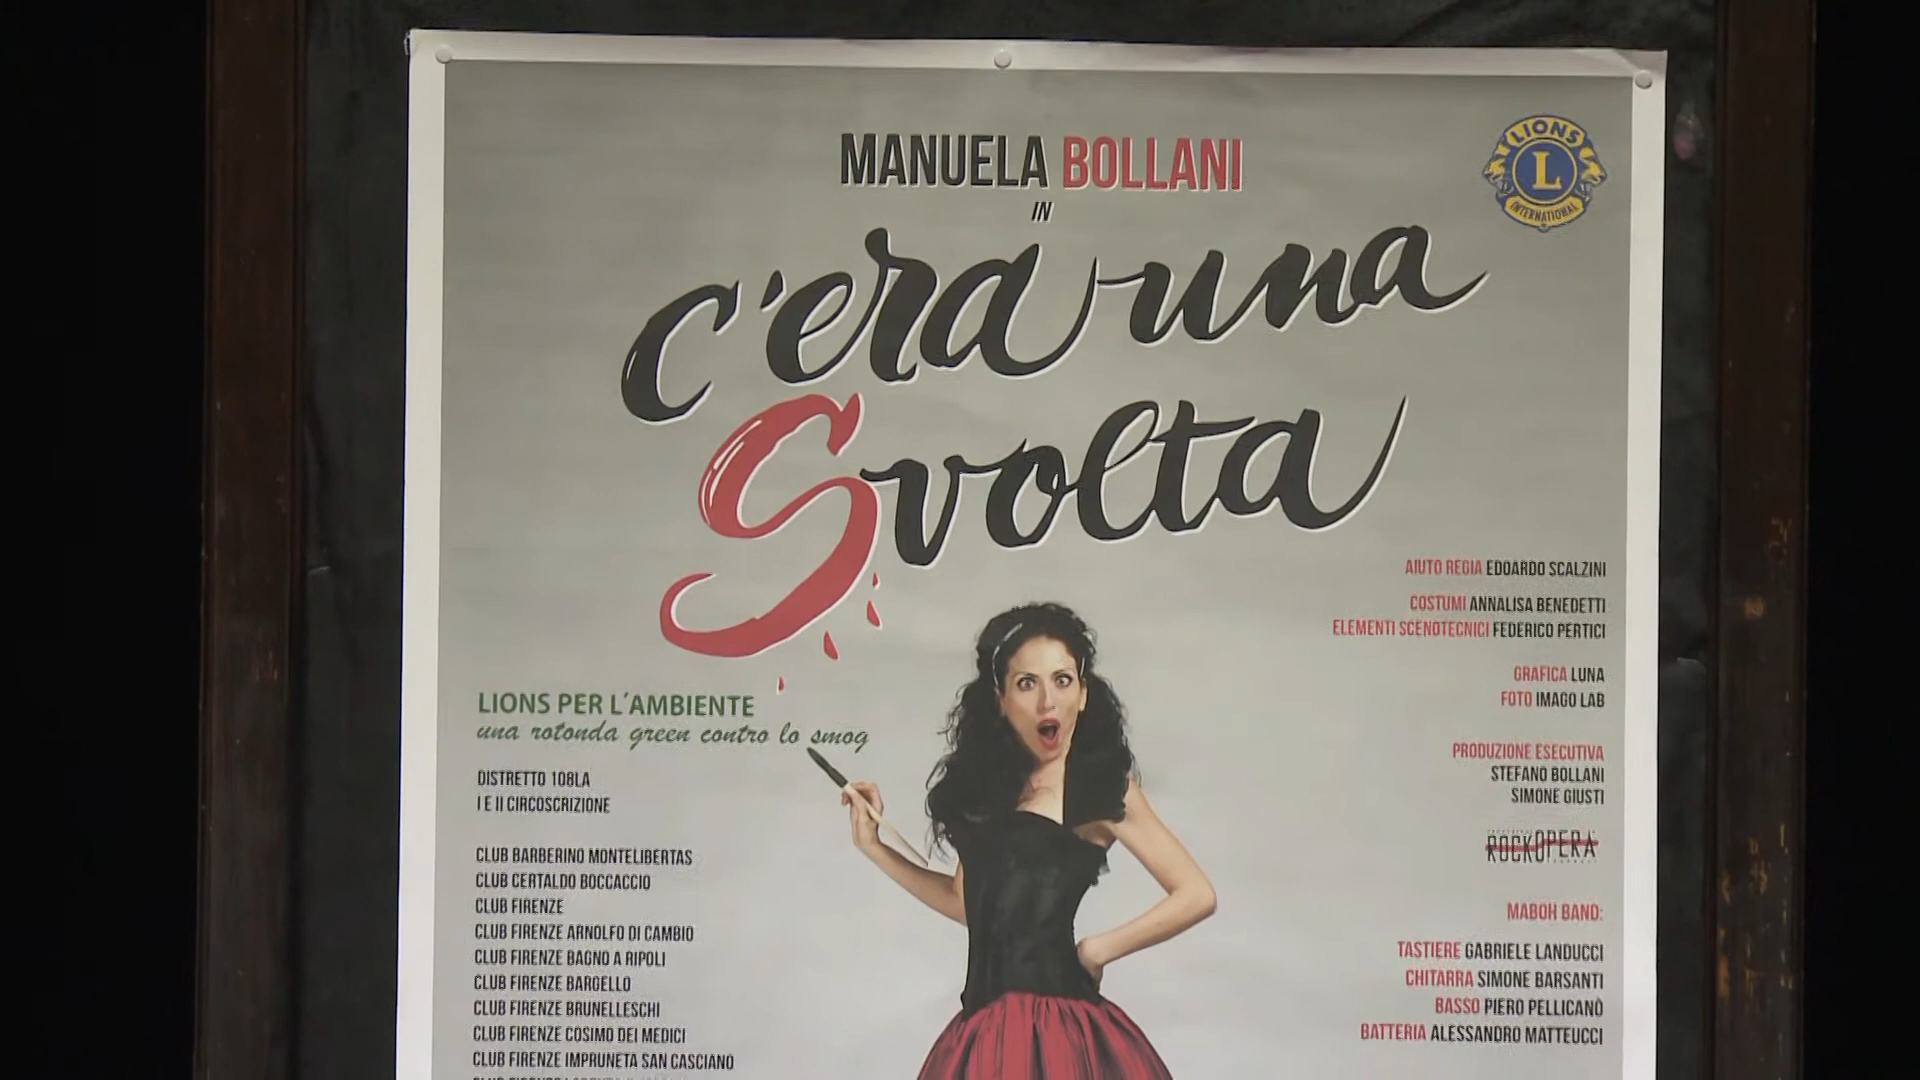 MANUELA BOLLANI
IN
c'era una
Svolta
LIONS
L
INTERNATIONAL
LIONS PER L'AMBIENTE
una rotonda green contro lo smog
DISTRETTO 108LA
I E II CIRCOSCRIZIONE
CLUB BARBERINO MONTELIBERTAS
CLUB CERTALDO BOCCACCIO
CLUB FIRENZE
CLUB FIRENZE ARNOLFO DI CAMBIO
CLUB FIRENZE BAGNO A RIPOLI
CLUB FIRENZE BARGELLO
CLUB FIRENZE BRUNELLESCHI
CLUB FIRENZE COSIMO DEI MEDICI
CLUB FIRENZE IMPRUNETA SAN CASCIANO
AIUTO REGIA EDOARDO SCALZINI
COSTUMI ANNALISA BENEDETTI
ELEMENTI SCENOTECNICI FEDERICO PERTICI
GRAFICA LUNA
FOTO IMAGO LAB
PRODUZIONE ESECUTIVA
STEFANO BOLLANI
SIMONE GIUSTI
ROCKOPERA
MABOH BAND:
TASTIERE GABRIELE LANDUCCI
CHITARRA SIMONE BARSANTI
BASSO PIERO PELLICANÒ
BATTERIA ALESSANDRO MATTEUCCI